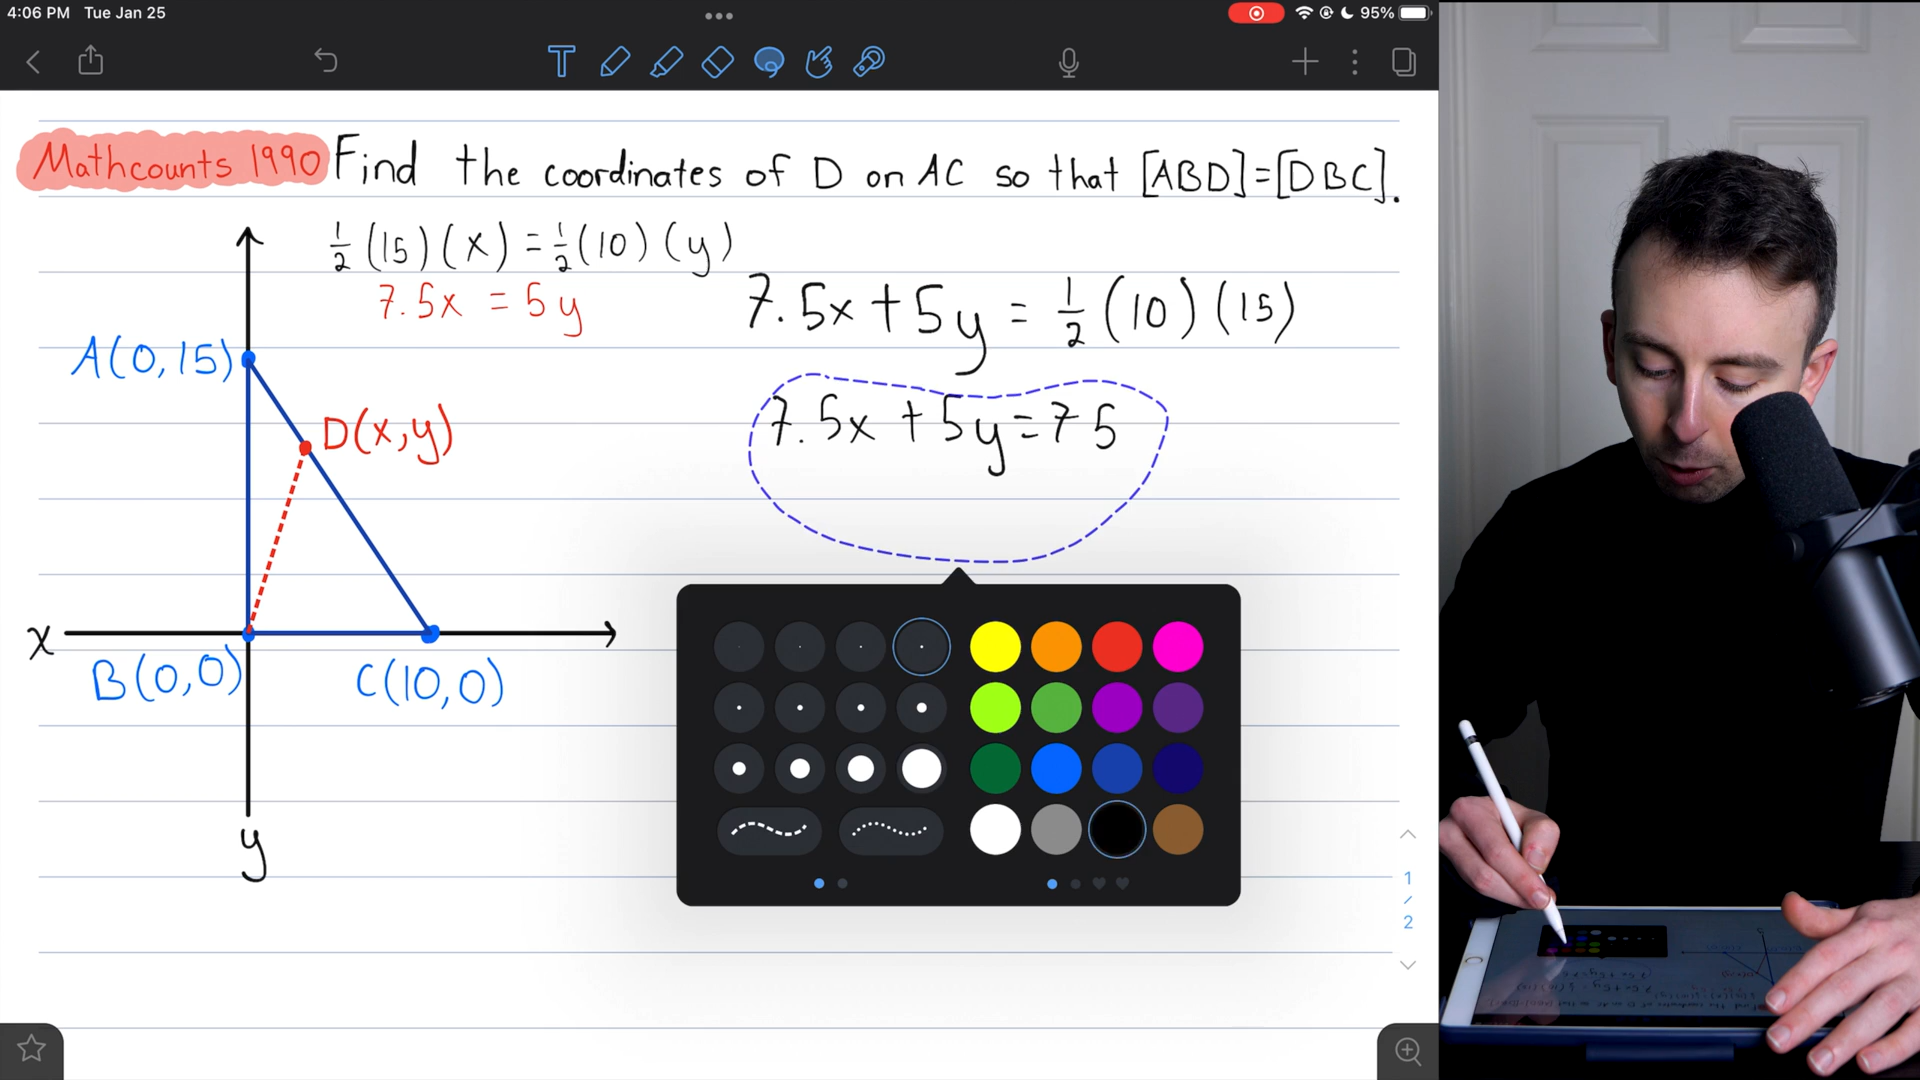 4:06 PM Tue Jan 25
95%
Mathcounts 1990 Find the coordinates of D on AC so that [ABD]=[DBC].
1/2 (15)(x) = 1/2 (10)(y)
7.5x = 5y
7.5x + 5y = 1/2 (10)(15)
A(0,15)
D(x,y)
7.5x + 5y = 75
x
B(0,0)
C(10,0)
y
1
/
2